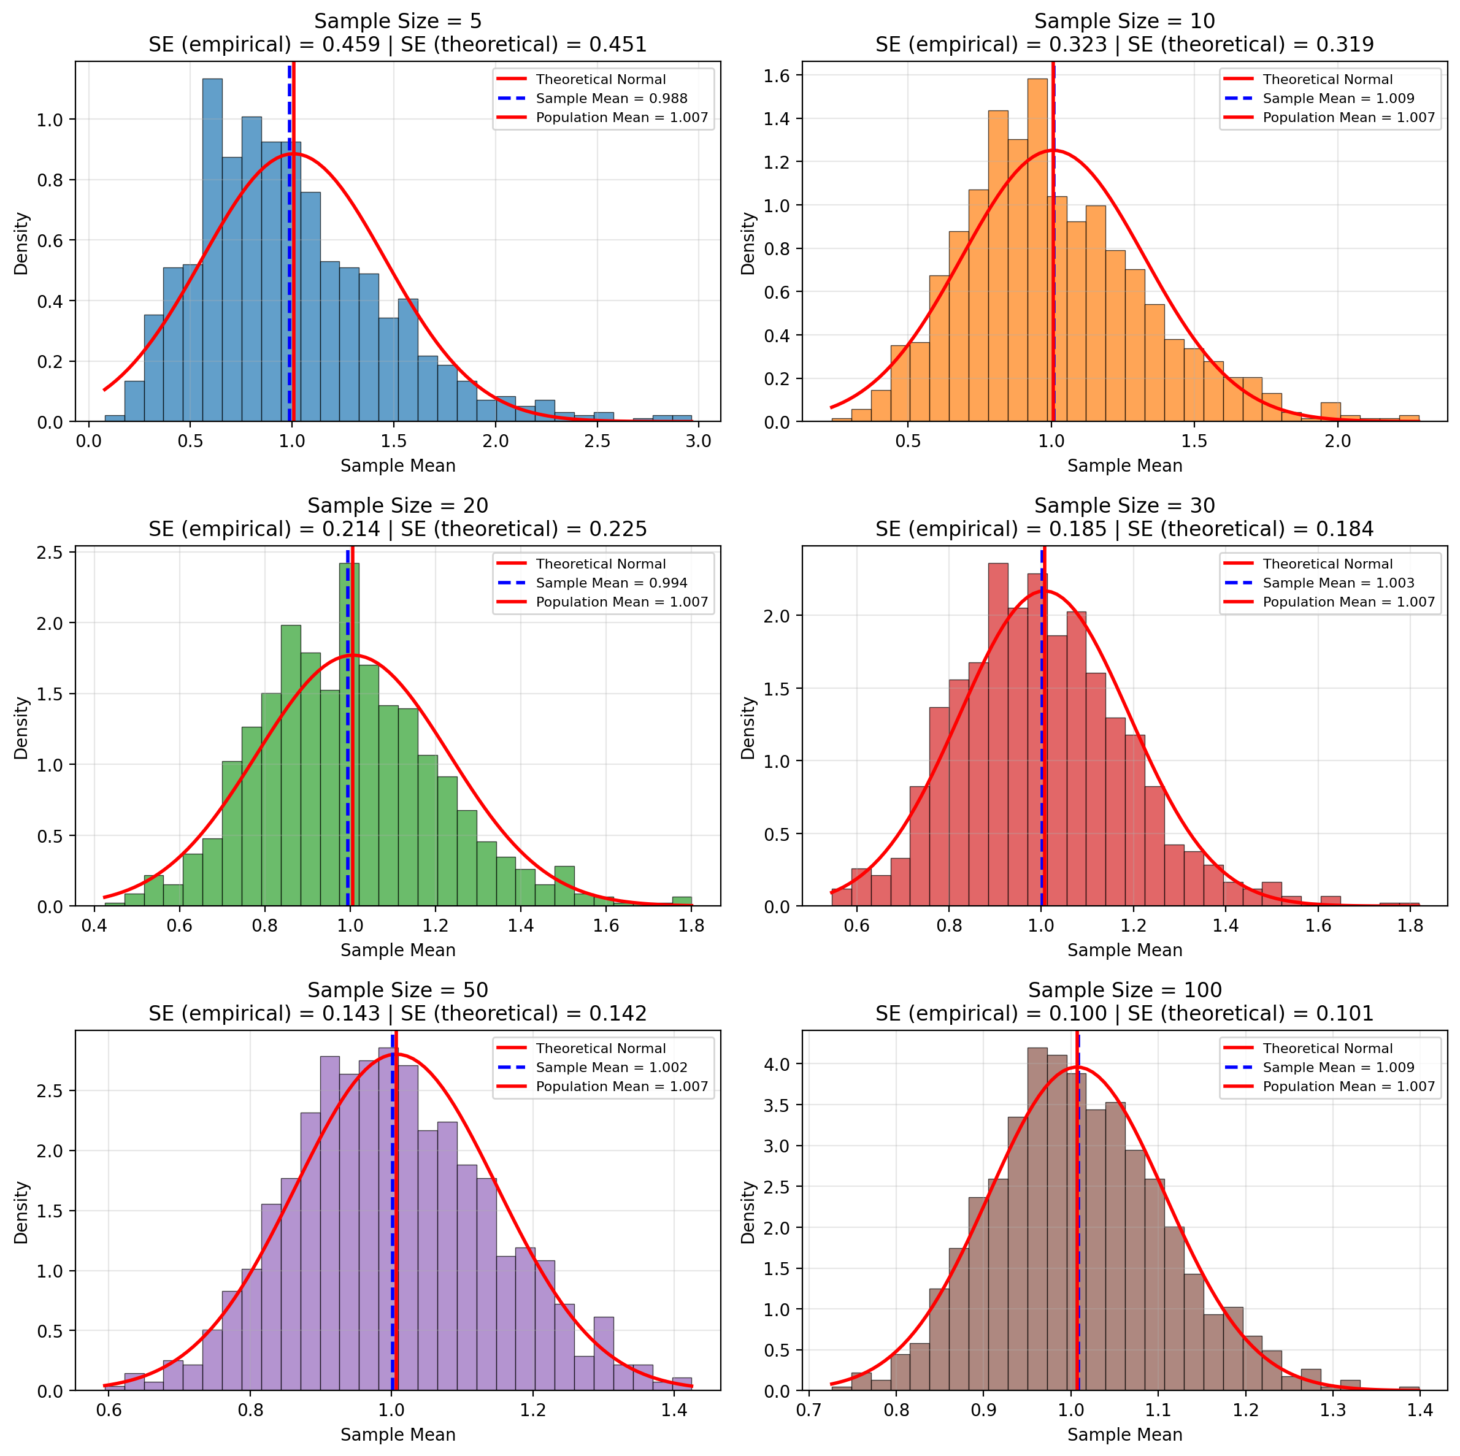 Sample Size = 5
SE (empirical) = 0.459 | SE (theoretical) = 0.451
Theoretical Normal
Sample Mean = 0.988
Population Mean = 1.007
Density
1.0
0.8
0.6
0.4
0.2
0.0
0.0 0.5 1.0 1.5 2.0 2.5 3.0
Sample Mean
Sample Size = 10
SE (empirical) = 0.323 | SE (theoretical) = 0.319
Theoretical Normal
Sample Mean = 1.009
Population Mean = 1.007
Density
1.6
1.4
1.2
1.0
0.8
0.6
0.4
0.2
0.0
0.5 1.0 1.5 2.0
Sample Mean
Sample Size = 20
SE (empirical) = 0.214 | SE (theoretical) = 0.225
Theoretical Normal
Sample Mean = 0.994
Population Mean = 1.007
Density
2.5
2.0
1.5
1.0
0.5
0.0
0.4 0.6 0.8 1.0 1.2 1.4 1.6 1.8
Sample Mean
Sample Size = 30
SE (empirical) = 0.185 | SE (theoretical) = 0.184
Theoretical Normal
Sample Mean = 1.003
Population Mean = 1.007
Density
2.0
1.5
1.0
0.5
0.0
0.6 0.8 1.0 1.2 1.4 1.6 1.8
Sample Mean
Sample Size = 50
SE (empirical) = 0.143 | SE (theoretical) = 0.142
Theoretical Normal
Sample Mean = 1.002
Population Mean = 1.007
Density
2.5
2.0
1.5
1.0
0.5
0.0
0.6 0.8 1.0 1.2 1.4
Sample Mean
Sample Size = 100
SE (empirical) = 0.100 | SE (theoretical) = 0.101
Theoretical Normal
Sample Mean = 1.009
Population Mean = 1.007
Density
4.0
3.5
3.0
2.5
2.0
1.5
1.0
0.5
0.0
0.7 0.8 0.9 1.0 1.1 1.2 1.3 1.4
Sample Mean